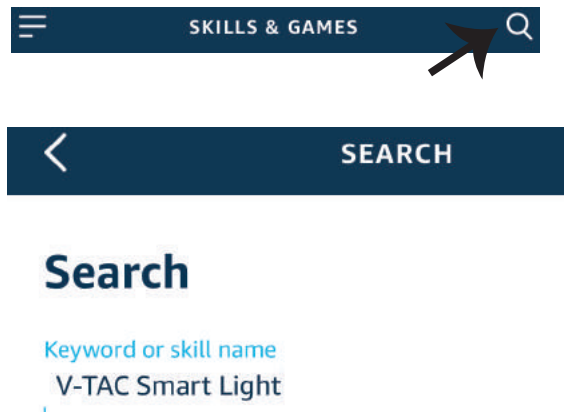 SKILLS & GAMES
SEARCH
Search
Keyword or skill name
V-TAC Smart Light